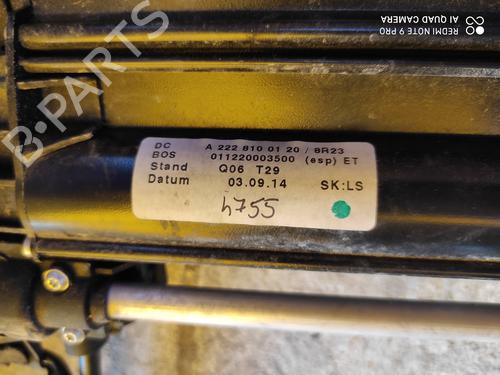 REDMI NOTE 9 PRO
AI QUAD CAMERA
DC A 222 810 01 20 / 8R23
BOS 011220003500 (esp) ET
Stand Q06 T29
Datum 03.09.14 SK:LS
4755